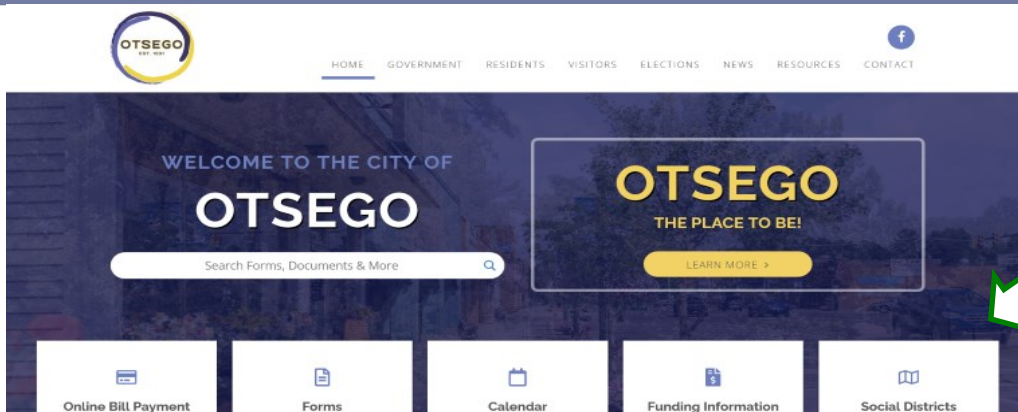 OTSEGO
HOME GOVERNMENT RESIDENTS VISITORS ELECTIONS NEWS RESOURCES CONTACT
WELCOME TO THE CITY OF
OTSEGO
Search Forms, Documents & More
OTSEGO
THE PLACE TO BE!
LEARN MORE >
Online Bill Payment
Forms
Calendar
Funding Information
Social Districts